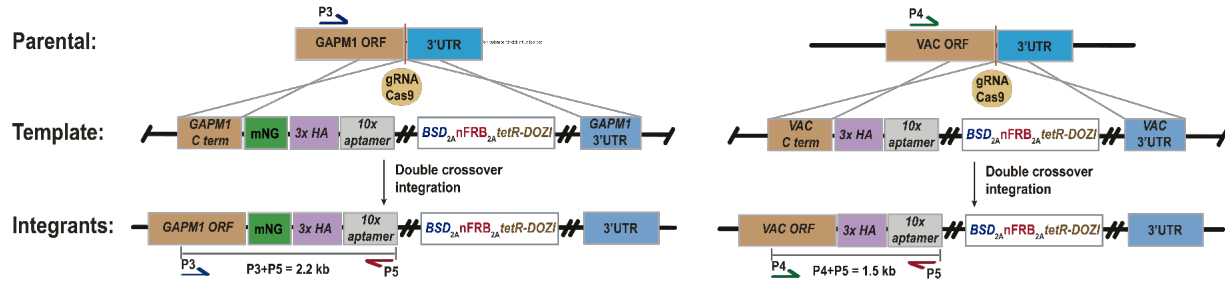 P3
P4
Parental:
GAPM1 ORF
3'UTR
VAC ORF
3'UTR
gRNA
Cas9
gRNA
Cas9
Template:
GAPM1
C term
mNG
3x HA
10x
aptamer
BSD2AnFRB2AtetR-DOZI
GAPM1
3'UTR
VAC
C term
3x HA
10x
aptamer
BSD2AnFRB2AtetR-DOZI
VAC
3'UTR
Double crossover
integration
Double crossover
integration
Integrants:
GAPM1 ORF
mNG
3x HA
10x
aptamer
BSD2AnFRB2AtetR-DOZI
3'UTR
VAC ORF
3x HA
10x
aptamer
BSD2AnFRB2AtetR-DOZI
3'UTR
P3
P3+P5 = 2.2 kb
P5
P4
P4+P5 = 1.5 kb
P5